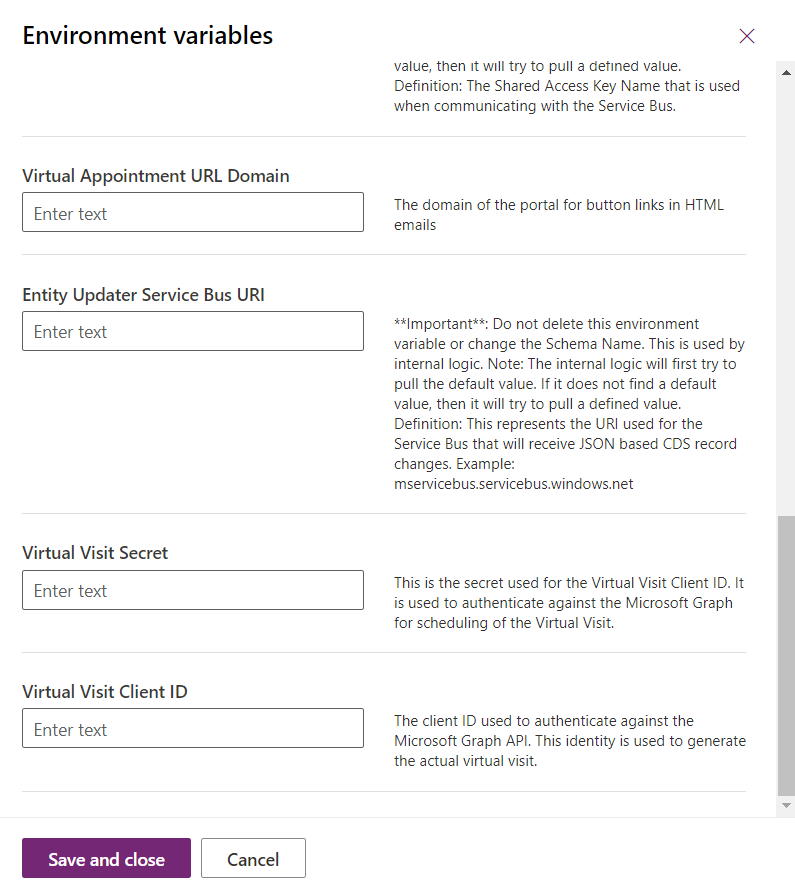 Environment variables
value, then it will try to pull a defined value.
Definition: The Shared Access Key Name that is used
when communicating with the Service Bus.
Virtual Appointment URL Domain
Enter text
The domain of the portal for button links in HTML
emails
Entity Updater Service Bus URI
Enter text
**Important**: Do not delete this environment
variable or change the Schema Name. This is used by
internal logic. Note: The internal logic will first try to
pull the default value. If it does not find a default
value, then it will try to pull a defined value.
Definition: This represents the URI used for the
Service Bus that will receive JSON based CDS record
changes. Example:
mservicebus.servicebus.windows.net
Virtual Visit Secret
Enter text
This is the secret used for the Virtual Visit Client ID. It
is used to authenticate against the Microsoft Graph
for scheduling of the Virtual Visit.
Virtual Visit Client ID
Enter text
The client ID used to authenticate against the
Microsoft Graph API. This identity is used to generate
the actual virtual visit.
Save and close
Cancel